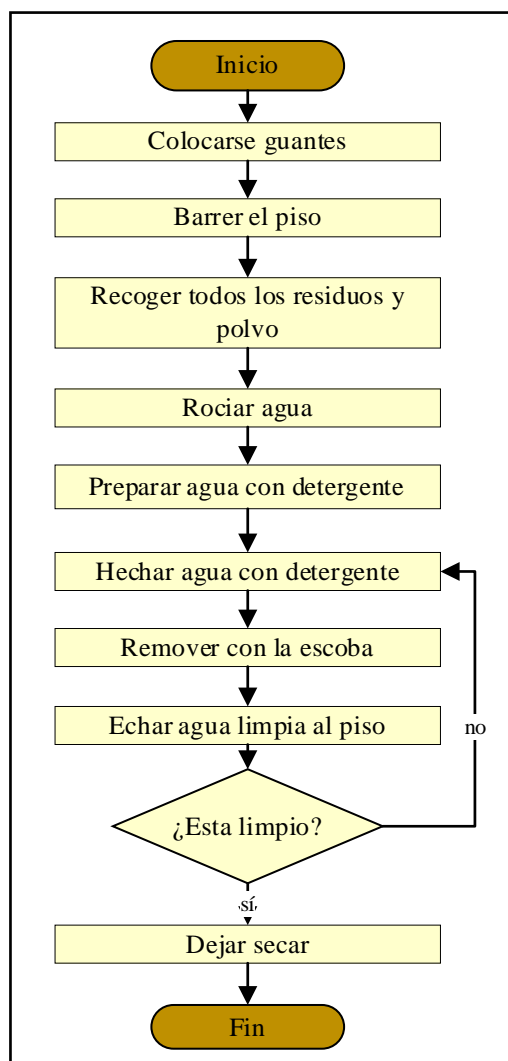 Inicio
Colocarse guantes
Barrer el piso
Recoger todos los residuos y
polvo
Rociar agua
Preparar agua con detergente
Hechar agua con detergente
Remover con la escoba
Echar agua limpia al piso
no
¿Esta limpio?
sí
Dejar secar
Fin